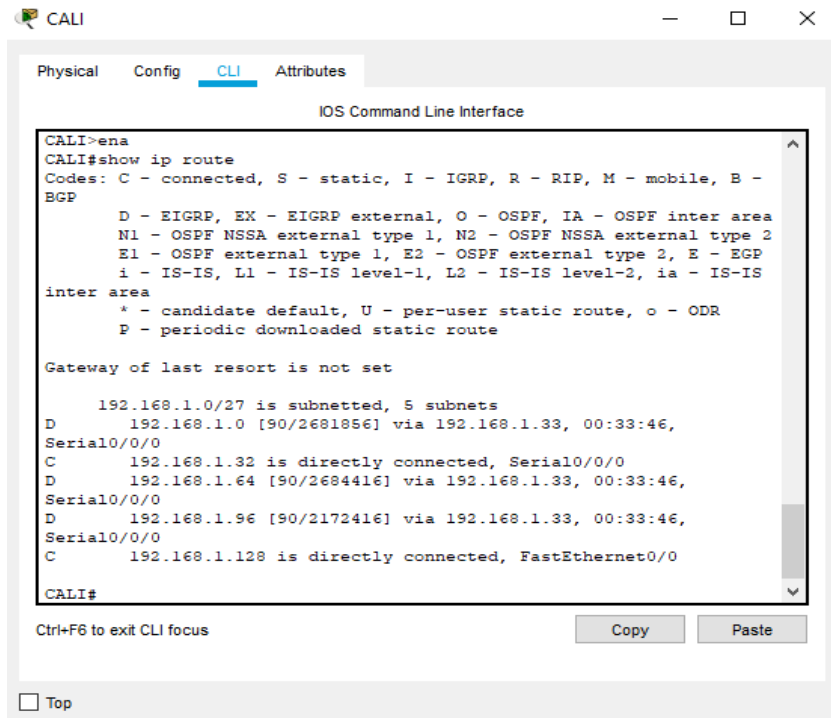 CALI
Physical Config CLI Attributes
IOS Command Line Interface
CALI>ena
CALI#show ip route
Codes: C - connected, S - static, I - IGRP, R - RIP, M - mobile, B -
BGP
D - EIGRP, EX - EIGRP external, O - OSPF, IA - OSPF inter area
N1 - OSPF NSSA external type 1, N2 - OSPF NSSA external type 2
E1 - OSPF external type 1, E2 - OSPF external type 2, E - EGP
i - IS-IS, L1 - IS-IS level-1, L2 - IS-IS level-2, ia - IS-IS
inter area
* - candidate default, U - per-user static route, o - ODR
P - periodic downloaded static route
Gateway of last resort is not set
192.168.1.0/27 is subnetted, 5 subnets
D 192.168.1.0 [90/2681856] via 192.168.1.33, 00:33:46,
Serial0/0/0
C 192.168.1.32 is directly connected, Serial0/0/0
D 192.168.1.64 [90/2684416] via 192.168.1.33, 00:33:46,
Serial0/0/0
D 192.168.1.96 [90/2172416] via 192.168.1.33, 00:33:46,
Serial0/0/0
C 192.168.1.128 is directly connected, FastEthernet0/0
CALI#
Ctrl+F6 to exit CLI focus Copy Paste
Top